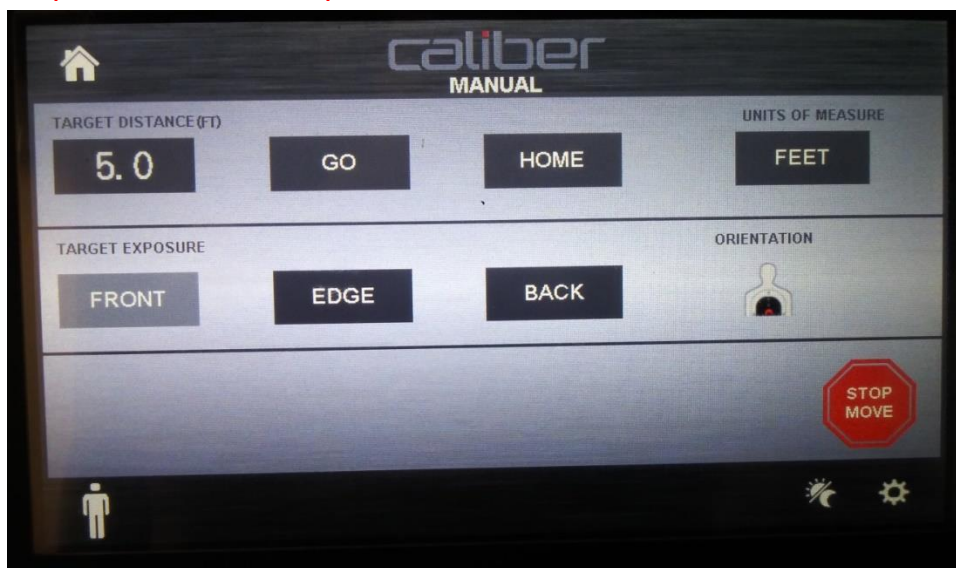 caliber
MANUAL
TARGET DISTANCE (FT)
UNITS OF MEASURE
5.0
GO
HOME
FEET
TARGET EXPOSURE
ORIENTATION
FRONT
EDGE
BACK
STOP
MOVE